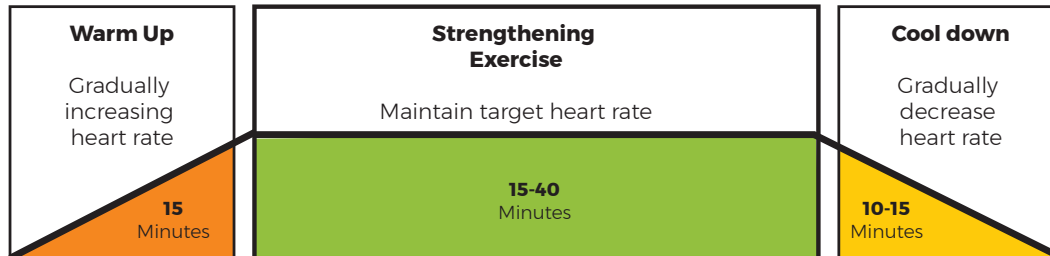 Warm Up
Gradually
increasing
heart rate
15
Minutes
Strengthening
Exercise
Maintain target heart rate
15-40
Minutes
Cool down
Gradually
decrease
heart rate
10-15
Minutes